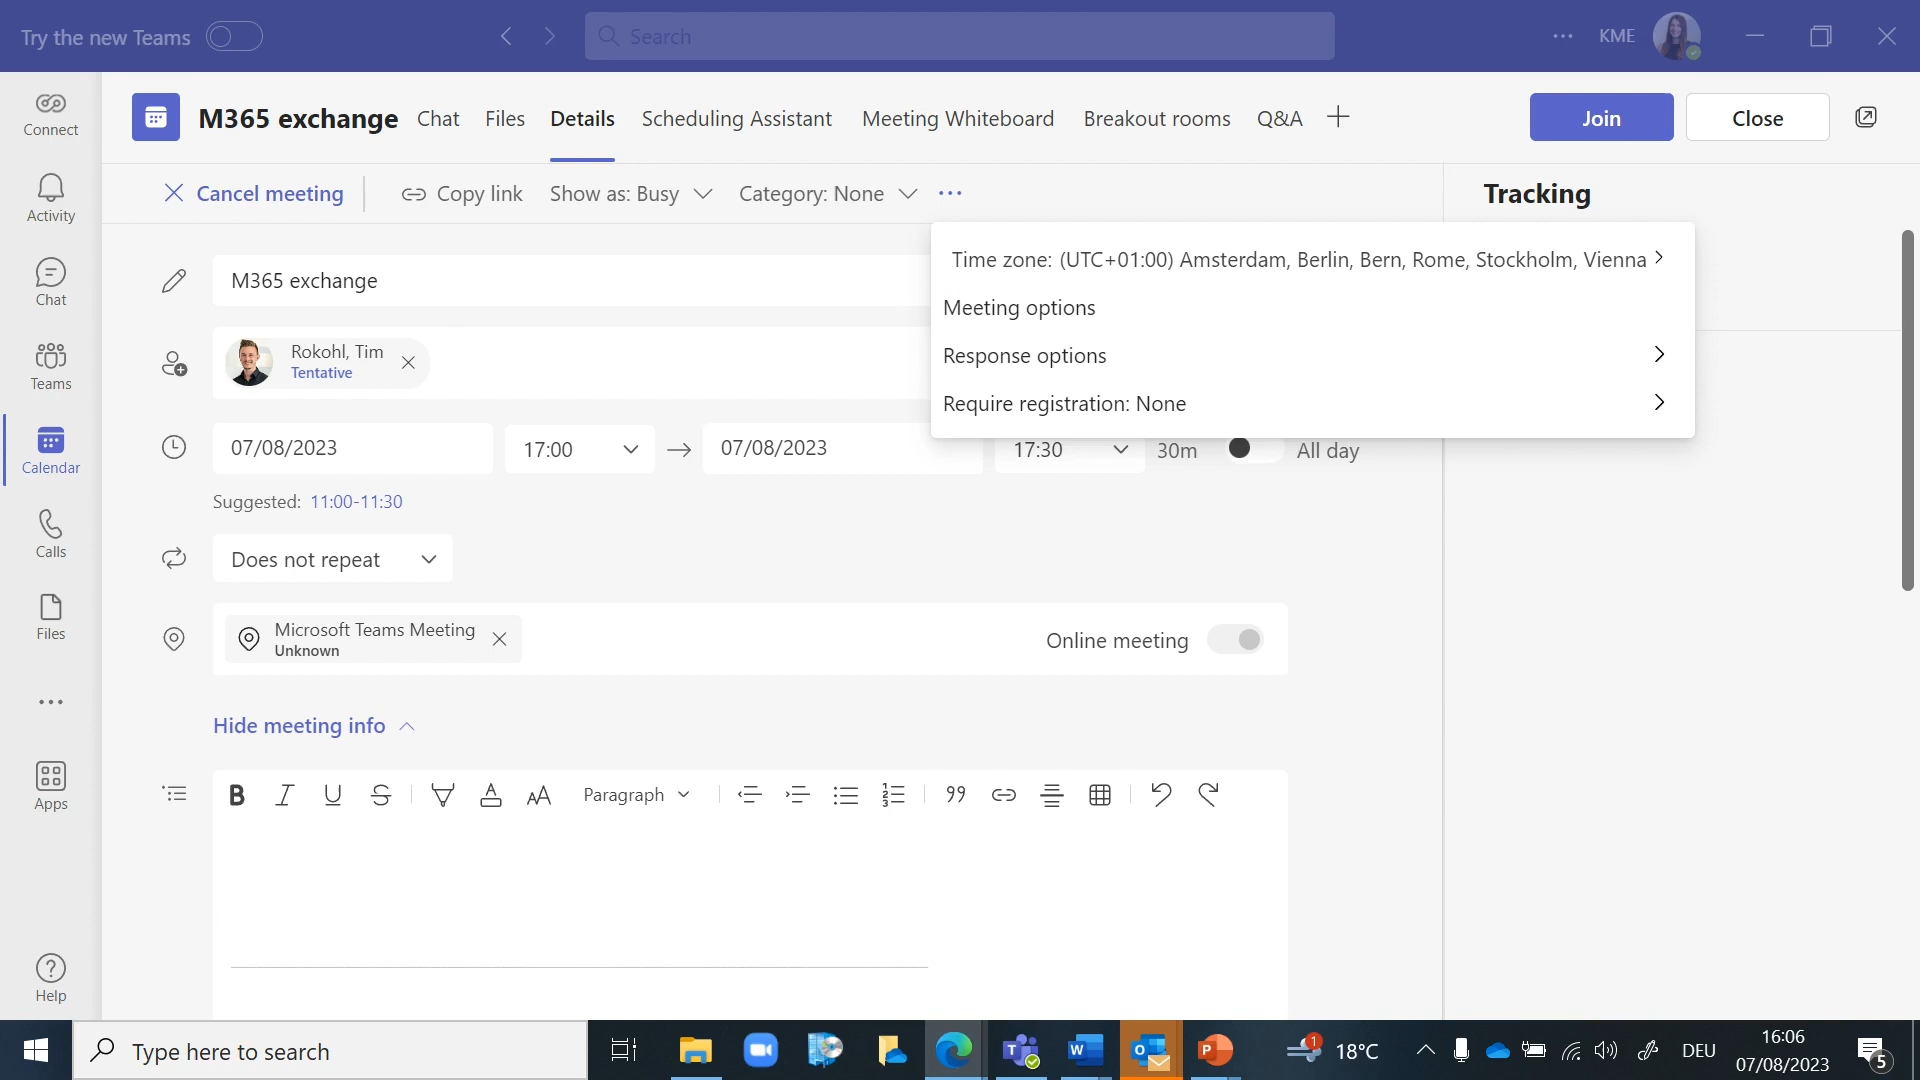 Try the new Teams
Search
KME
Connect
Activity
Chat
Teams
Calendar
Calls
Files
Apps
Help
M365 exchange
Chat
Files
Details
Scheduling Assistant
Meeting Whiteboard
Breakout rooms
Q&A
Join
Close
Cancel meeting
Copy link
Show as: Busy
Category: None
Tracking
Time zone: (UTC+01:00) Amsterdam, Berlin, Bern, Rome, Stockholm, Vienna
Meeting options
Response options
Require registration: None
M365 exchange
Rokohl, Tim
Tentative
07/08/2023
17:00
07/08/2023
17:30
30m
All day
Suggested: 11:00-11:30
Does not repeat
Microsoft Teams Meeting
Unknown
Online meeting
Hide meeting info
Paragraph
Type here to search
1
18°C
DEU
16:06
07/08/2023
5